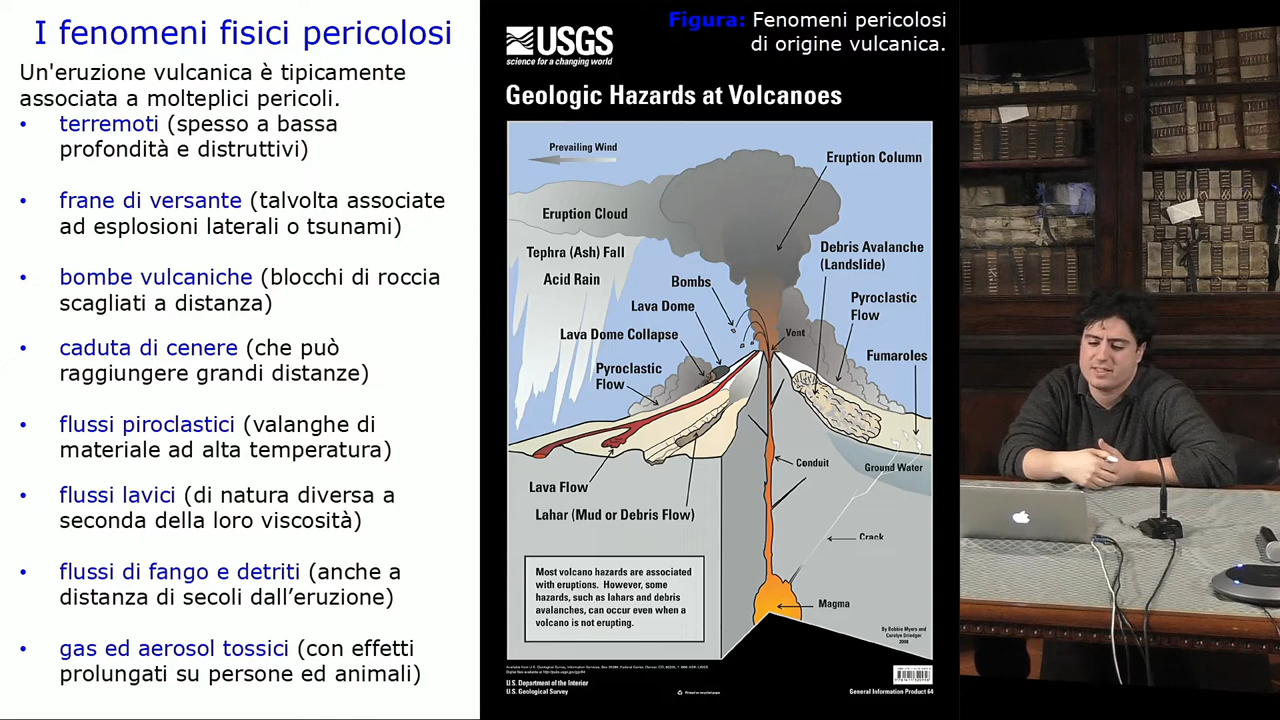 I fenomeni fisici pericolosi
Un'eruzione vulcanica è tipicamente
associata a molteplici pericoli.
• terremoti (spesso a bassa
profondità e distruttivi)
• frane di versante (talvolta associate
ad esplosioni laterali o tsunami)
• bombe vulcaniche (blocchi di roccia
scagliati a distanza)
• caduta di cenere (che può
raggiungere grandi distanze)
• flussi piroclastici (valanghe di
materiale ad alta temperatura)
• flussi lavici (di natura diversa a
seconda della loro viscosità)
• flussi di fango e detriti (anche a
distanza di secoli dall’eruzione)
• gas ed aerosol tossici (con effetti
prolungati su persone ed animali)
Figura: Fenomeni pericolosi
di origine vulcanica.
USGS
science for a changing world
Geologic Hazards at Volcanoes
Prevailing Wind
Eruption Column
Eruption Cloud
Tephra (Ash) Fall
Acid Rain
Debris Avalanche
(Landslide)
Bombs
Lava Dome
Pyroclastic
Flow
Lava Dome Collapse
Vent
Fumaroles
Pyroclastic
Flow
Conduit
Ground Water
Lava Flow
Lahar (Mud or Debris Flow)
Crack
Most volcano hazards are associated
with eruptions. However, some
hazards, such as lahars and debris
avalanches, can occur even when a
volcano is not erupting.
Magma
By Bobbie Myers and
Carolyn Driedger
2008
U.S. Department of the Interior
U.S. Geological Survey
Printed on recycled paper
General Information Product 64